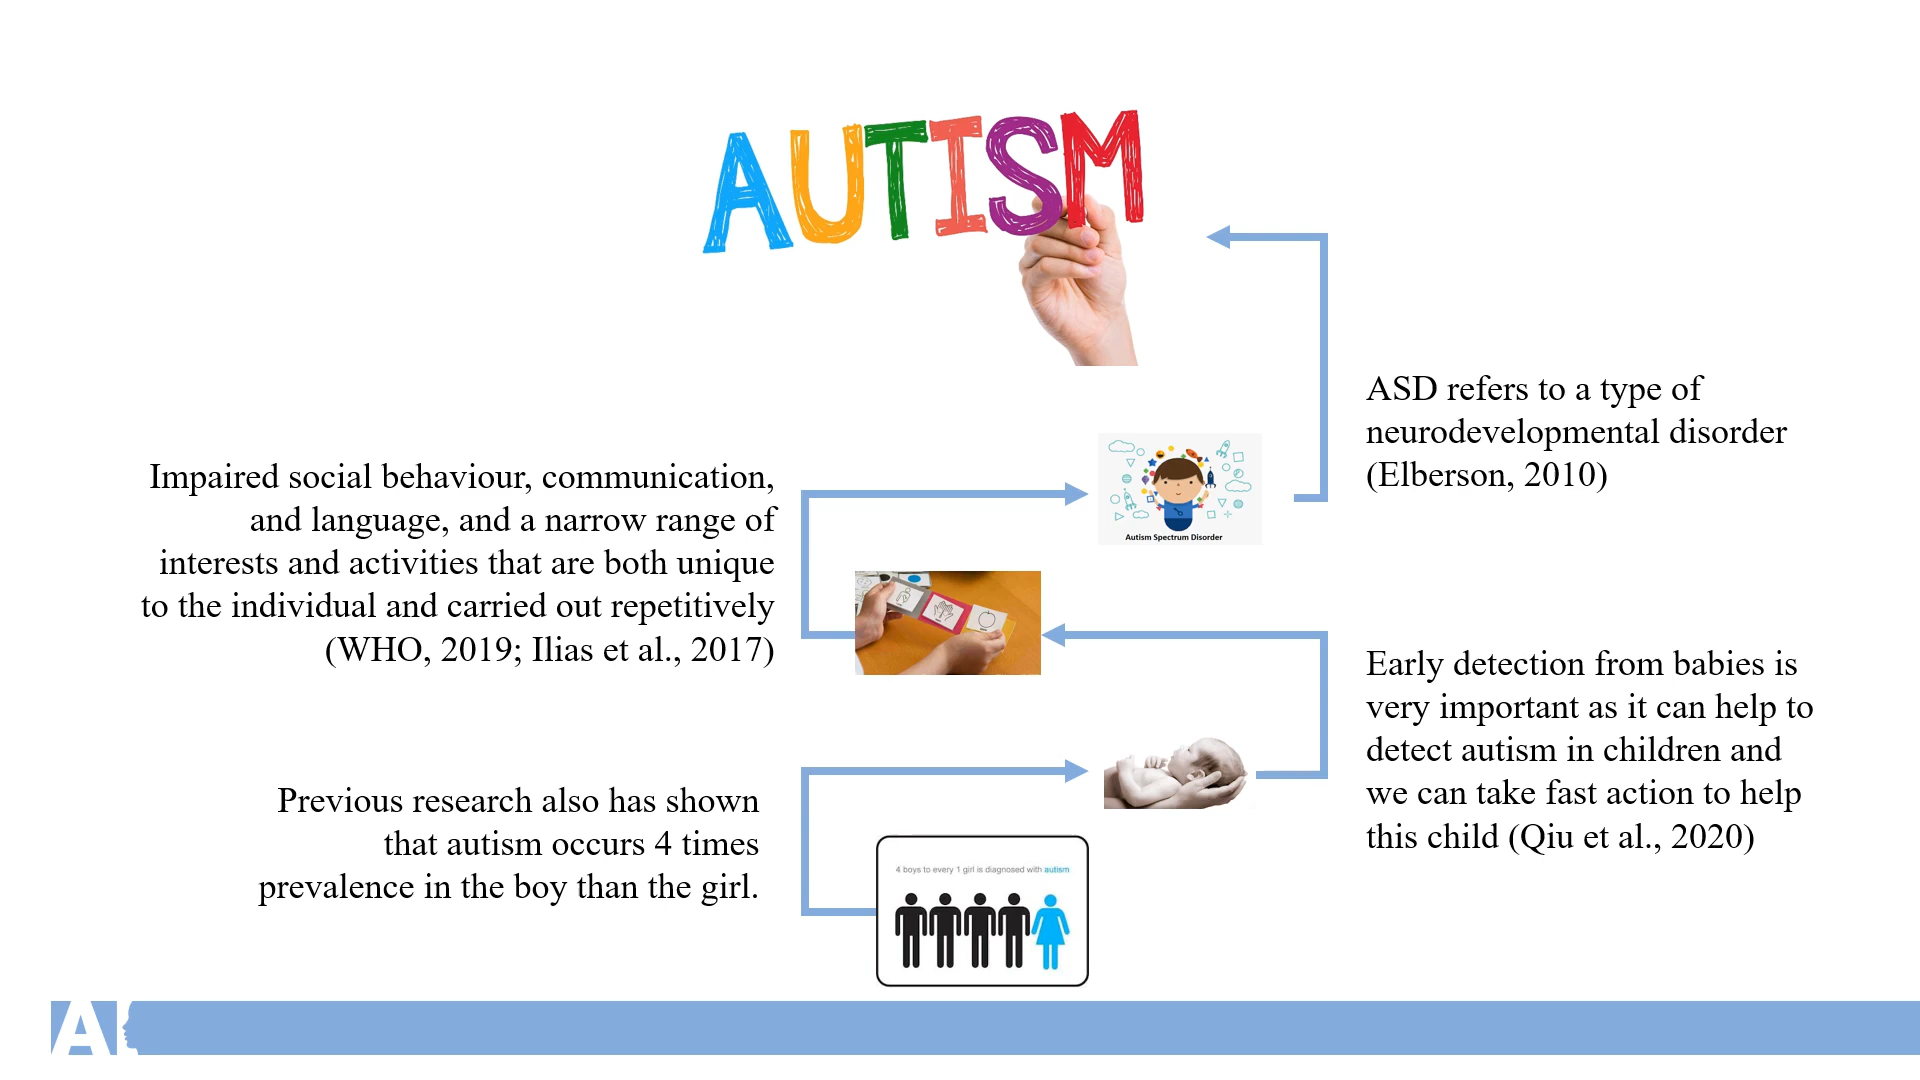 AUTISM
ASD refers to a type of
neurodevelopmental disorder
(Elberson, 2010)
Autism Spectrum Disorder
Impaired social behaviour, communication,
and language, and a narrow range of
interests and activities that are both unique
to the individual and carried out repetitively
(WHO, 2019; Ilias et al., 2017)
Early detection from babies is
very important as it can help to
detect autism in children and
we can take fast action to help
this child (Qiu et al., 2020)
Previous research also has shown
that autism occurs 4 times
prevalence in the boy than the girl.
4 boys to every 1 girl is diagnosed with autism
A